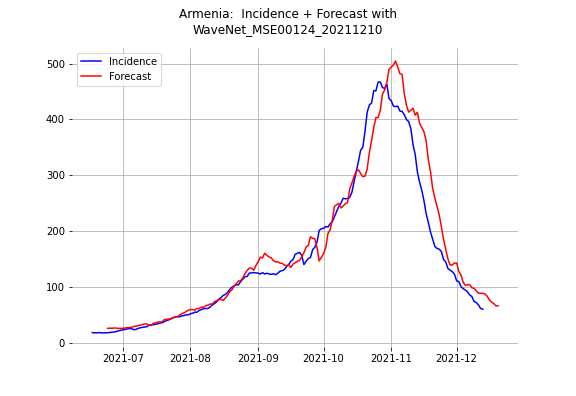 Armenia:  Incidence + Forecast with
WaveNet_MSE00124_20211210
Incidence
Forecast
500
400
300
200
100
0
2021-07 2021-08 2021-09 2021-10 2021-11 2021-12